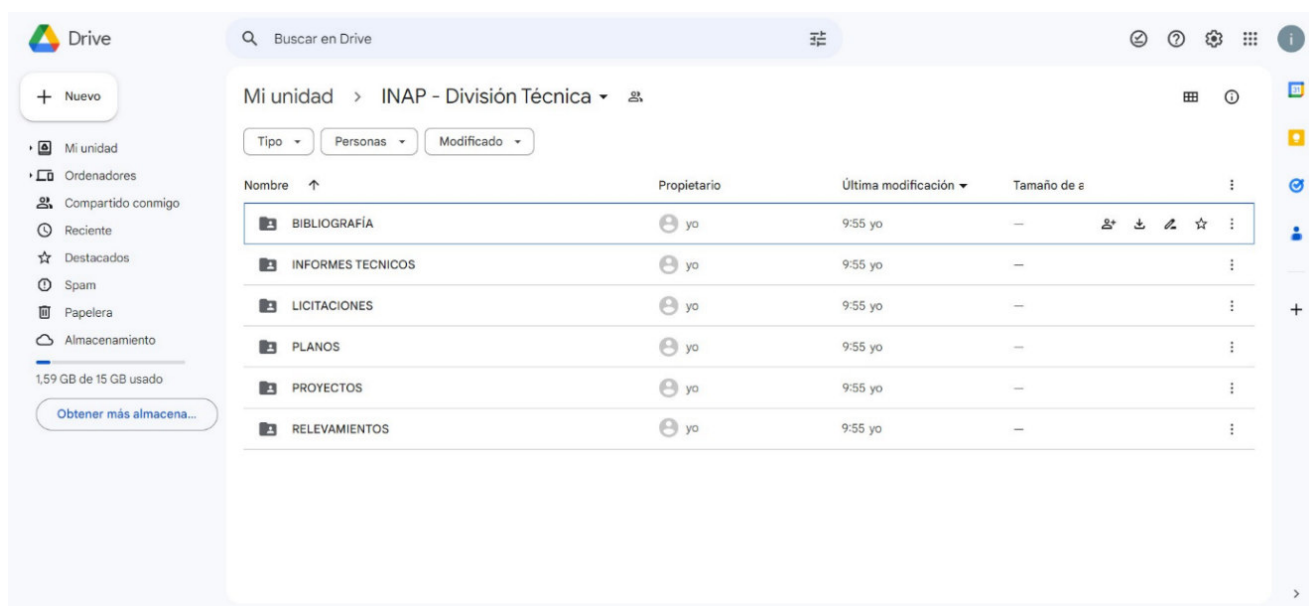 Drive
Buscar en Drive
i
Nuevo
Mi unidad
Ordenadores
Compartido conmigo
Reciente
Destacados
Spam
Papelera
Almacenamiento
1,59 GB de 15 GB usado
Obtener más almacena...
Mi unidad > INAP - División Técnica
Tipo Personas Modificado
Nombre Propietario Última modificación Tamaño de a
BIBLIOGRAFÍA yo 9:55 yo —
INFORMES TECNICOS yo 9:55 yo —
LICITACIONES yo 9:55 yo —
PLANOS yo 9:55 yo —
PROYECTOS yo 9:55 yo —
RELEVAMIENTOS yo 9:55 yo —
31